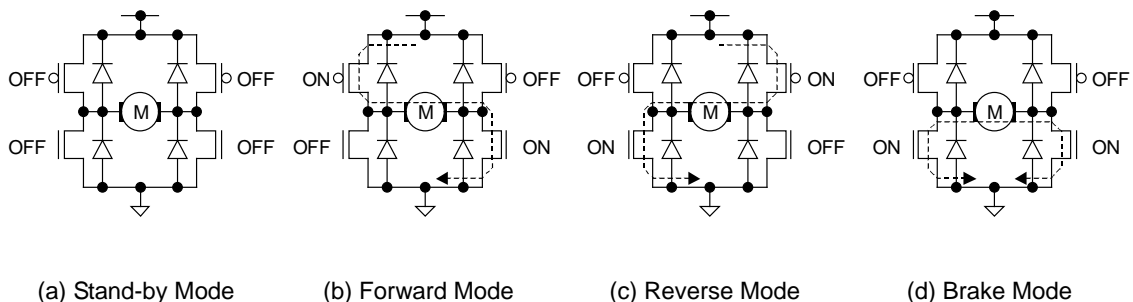 OFF OFF ON OFF OFF ON OFF OFF
M M M M
OFF OFF OFF ON ON OFF ON ON
(a) Stand-by Mode (b) Forward Mode (c) Reverse Mode (d) Brake Mode